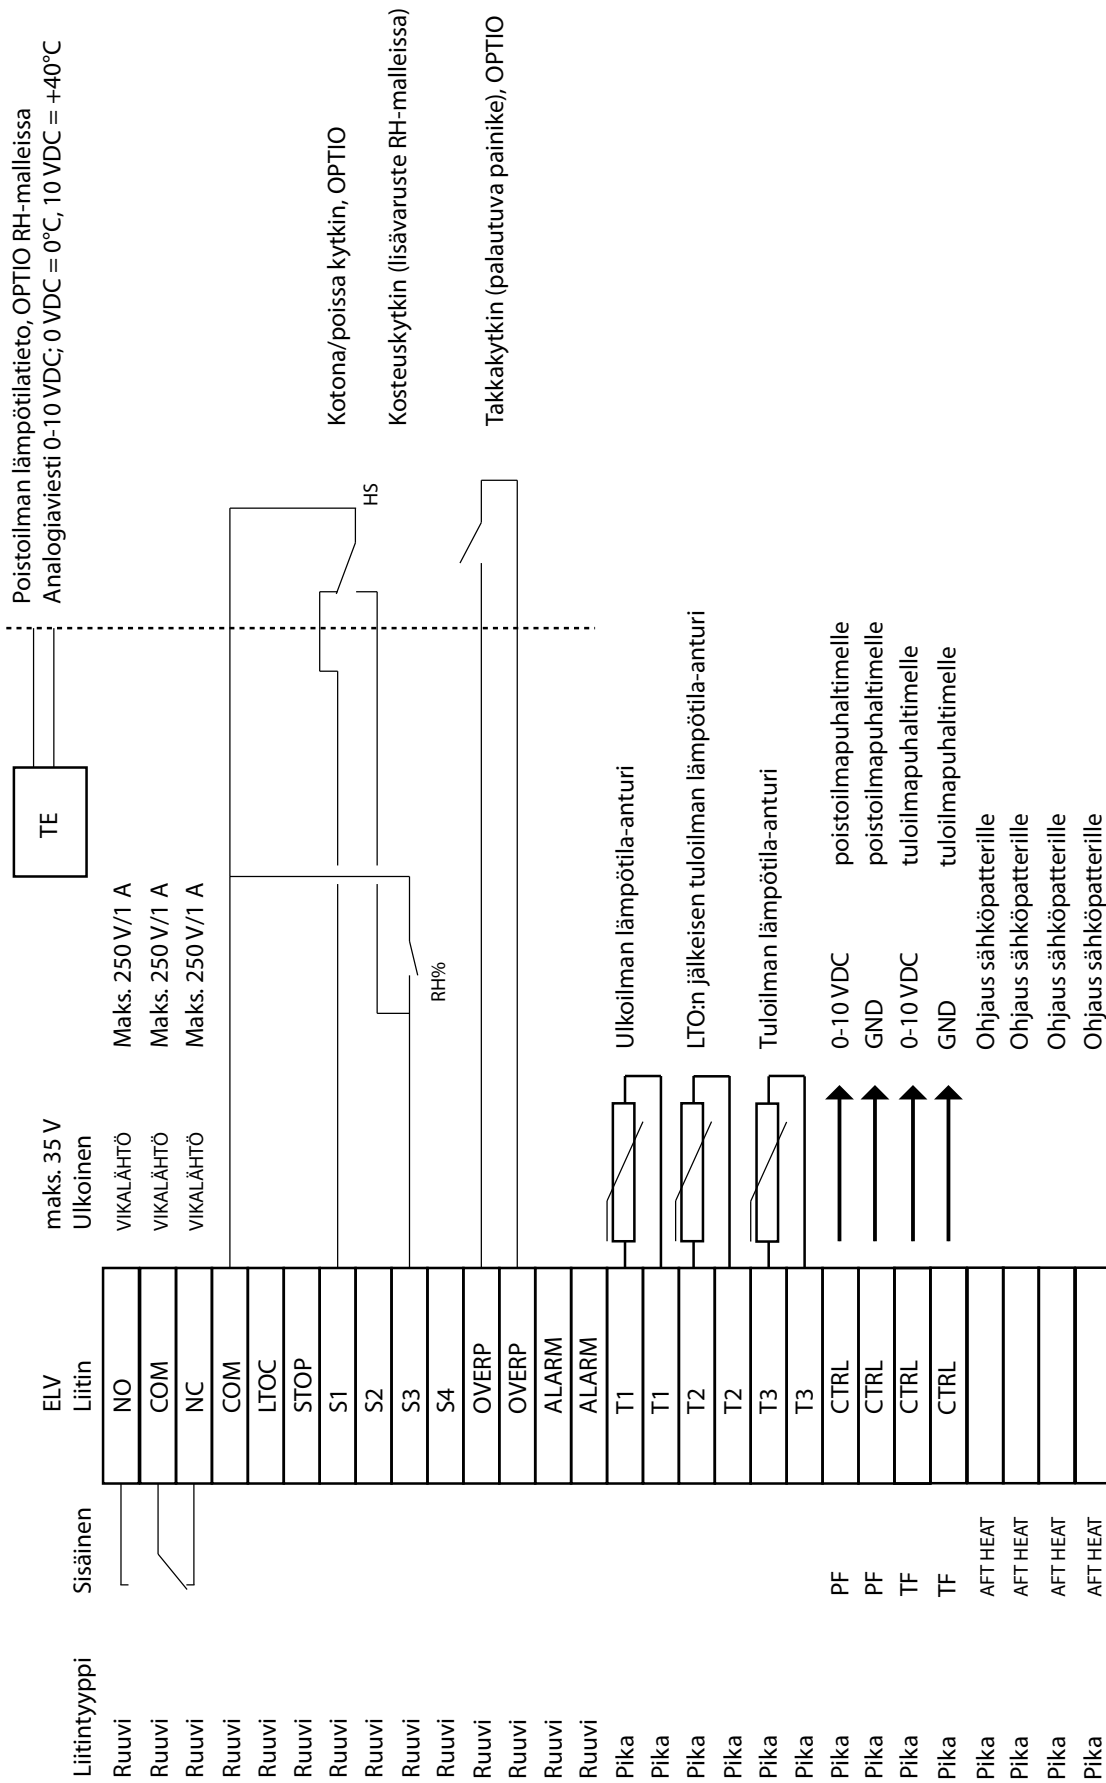 Poistoilman lämpötilatieto, OPTIO RH-malleissa
Analogiaviesti 0-10 VDC; 0 VDC = 0°C, 10 VDC = +40°C
TE
Kotona/poissa kytkin, OPTIO
HS
Kosteuskytkin (lisävaruste RH-malleissa)
Takkakytkin (palautuva painike), OPTIO
RH%
maks. 35 V
ELV
Liitintyyppi Sisäinen Liitin Ulkoinen
Ruuvi NO VIKALÄHTÖ Maks. 250 V/1 A
Ruuvi COM VIKALÄHTÖ Maks. 250 V/1 A
Ruuvi NC VIKALÄHTÖ Maks. 250 V/1 A
Ruuvi COM
Ruuvi LTOC
Ruuvi STOP
Ruuvi S1
Ruuvi S2
Ruuvi S3
Ruuvi S4
Ruuvi OVERP
Ruuvi OVERP
Ruuvi ALARM
Ruuvi ALARM
Pika T1 Ulkoilman lämpötila-anturi
Pika T1
Pika T2 LTO:n jälkeisen tuloilman lämpötila-anturi
Pika T2
Pika T3 Tuloilman lämpötila-anturi
Pika T3
Pika PF CTRL 0-10 VDC poistoilmapuhaltimelle
Pika PF CTRL GND poistoilmapuhaltimelle
Pika TF CTRL 0-10 VDC tuloilmapuhaltimelle
Pika TF CTRL GND tuloilmapuhaltimelle
Pika AFT HEAT Ohjaus sähköpatterille
Pika AFT HEAT Ohjaus sähköpatterille
Pika AFT HEAT Ohjaus sähköpatterille
Pika AFT HEAT Ohjaus sähköpatterille